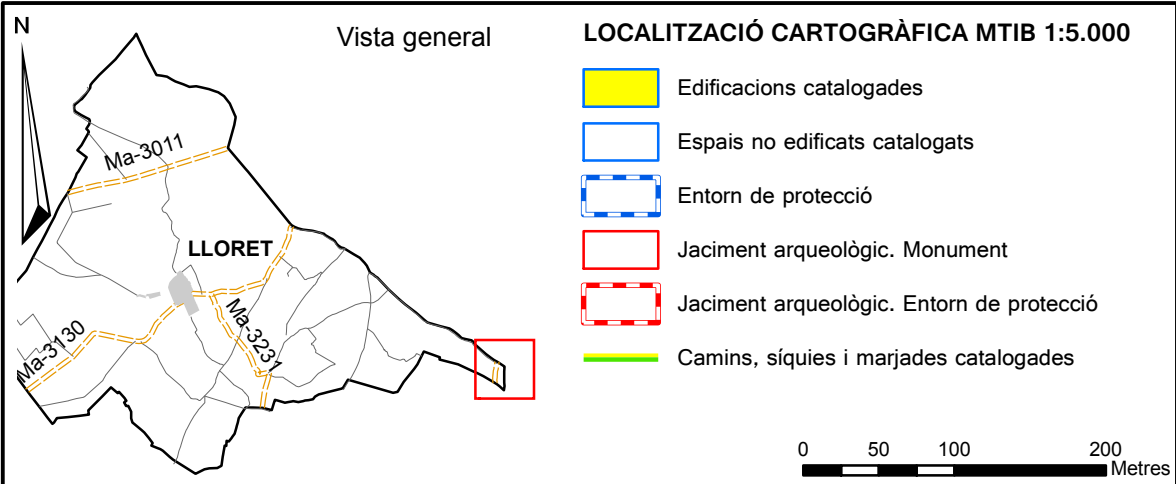 N
Vista general
Ma-3011
LLORET
Ma-3231
Ma-3130
LOCALITZACIÓ CARTOGRÀFICA MTIB 1:5.000
Edificacions catalogades
Espais no edificats catalogats
Entorn de protecció
Jaciment arqueològic. Monument
Jaciment arqueològic. Entorn de protecció
Camins, síquies i marjades catalogades
0 50 100 200
Metres